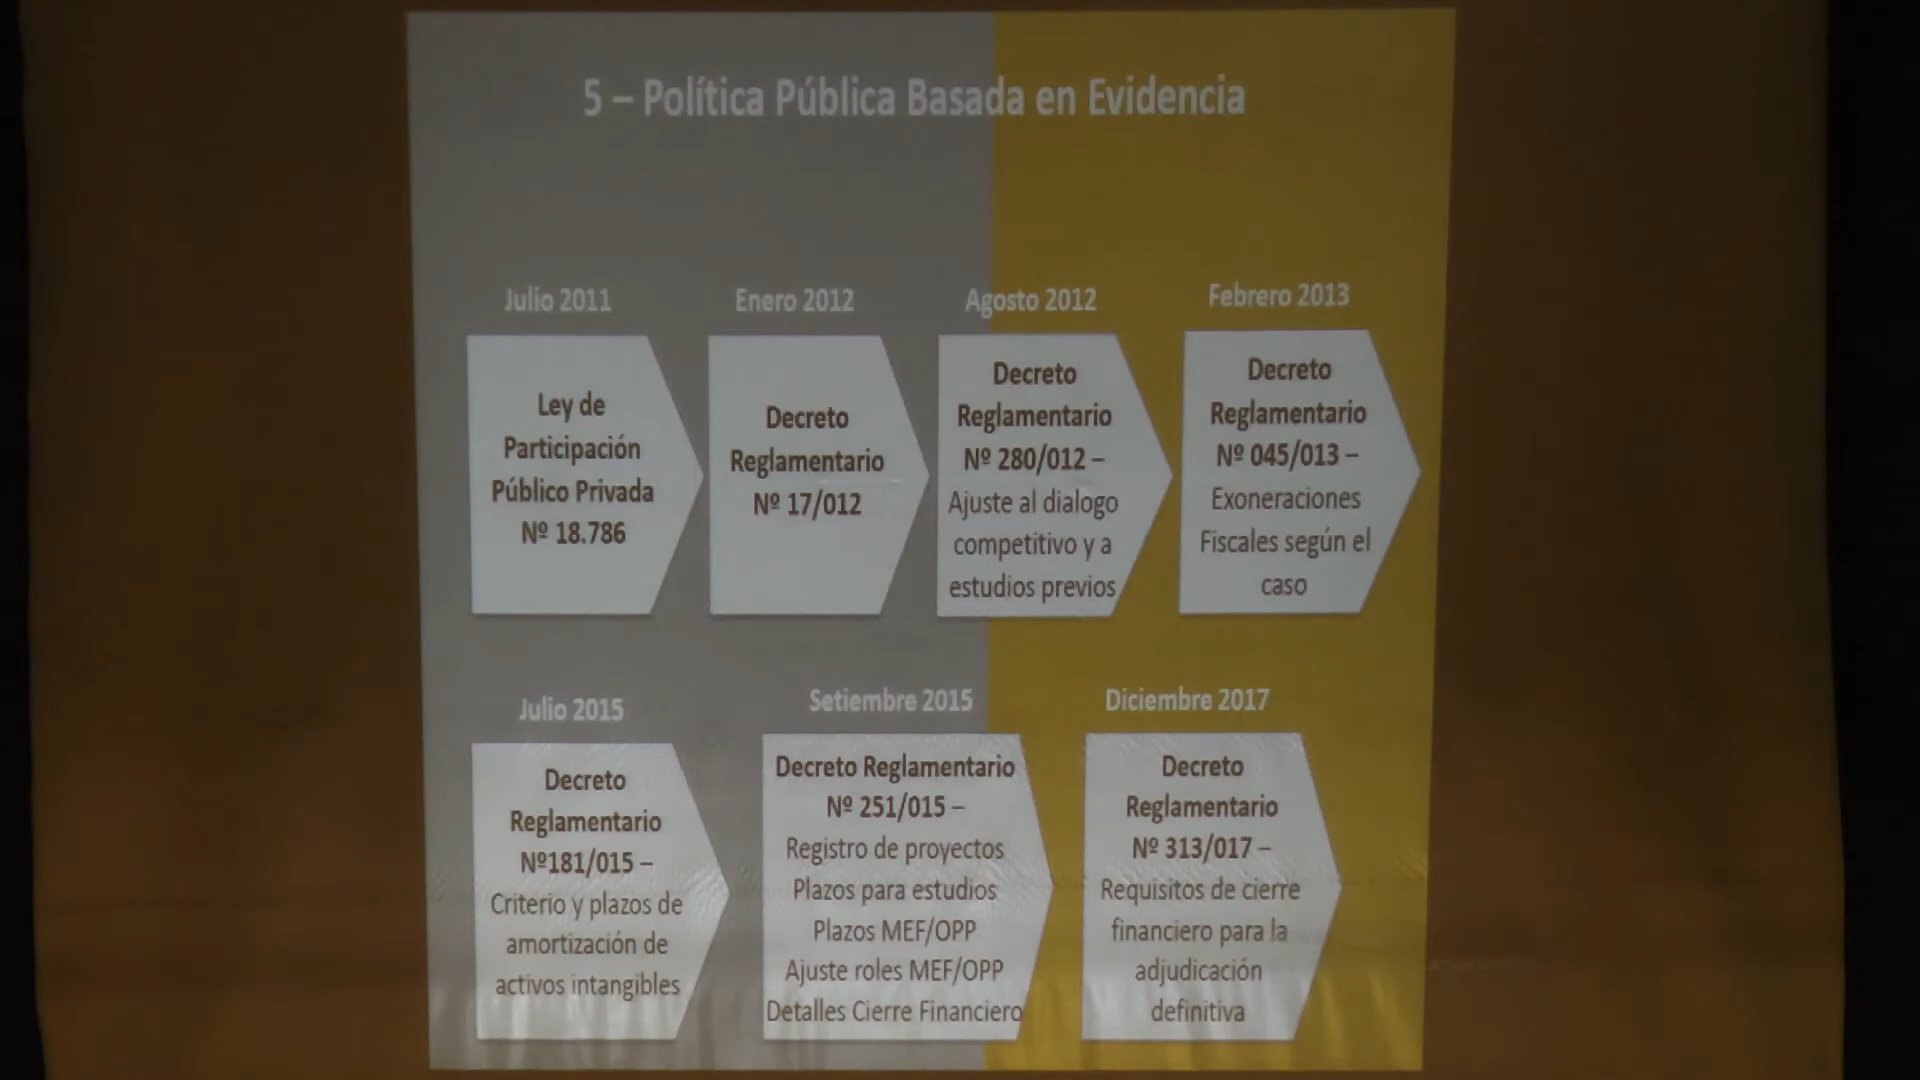 5 – Política Pública Basada en Evidencia
Julio 2011
Ley de
Participación
Público Privada
Nº 18.786
Enero 2012
Decreto
Reglamentario
Nº 17/012
Agosto 2012
Decreto
Reglamentario
Nº 280/012 –
Ajuste al dialogo
competitivo y a
estudios previos
Febrero 2013
Decreto
Reglamentario
Nº 045/013 –
Exoneraciones
Fiscales según el
caso
Julio 2015
Decreto
Reglamentario
Nº181/015 –
Criterio y plazos de
amortización de
activos intangibles
Setiembre 2015
Decreto Reglamentario
Nº 251/015 –
Registro de proyectos
Plazos para estudios
Plazos MEF/OPP
Ajuste roles MEF/OPP
Detalles Cierre Financiero
Diciembre 2017
Decreto
Reglamentario
Nº 313/017 –
Requisitos de cierre
financiero para la
adjudicación
definitiva